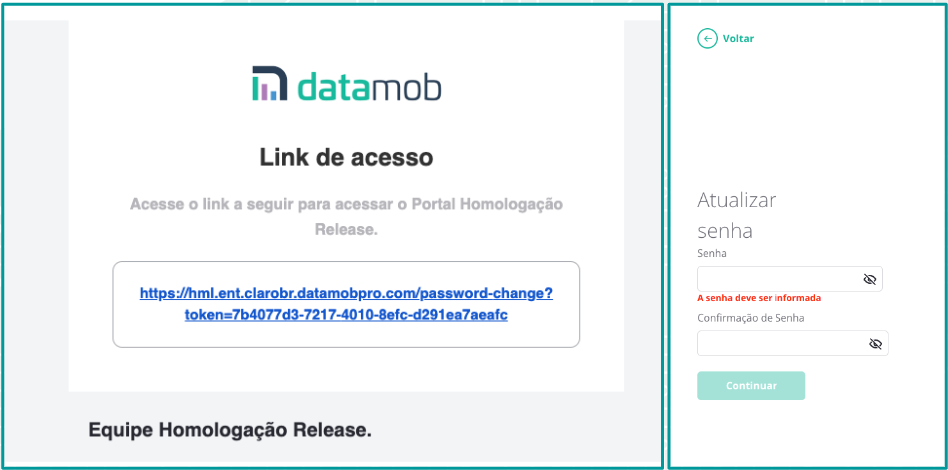 datamob
Link de acesso
Acesse o link a seguir para acessar o Portal Homologação
Release.
https://hml.ent.clarobr.datamobpro.com/password-change?
token=7b4077d3-7217-4010-8efc-d291ea7aeafc
Equipe Homologação Release.
Voltar
Atualizar
senha
Senha
A senha deve ser informada
Confirmação de Senha
Continuar